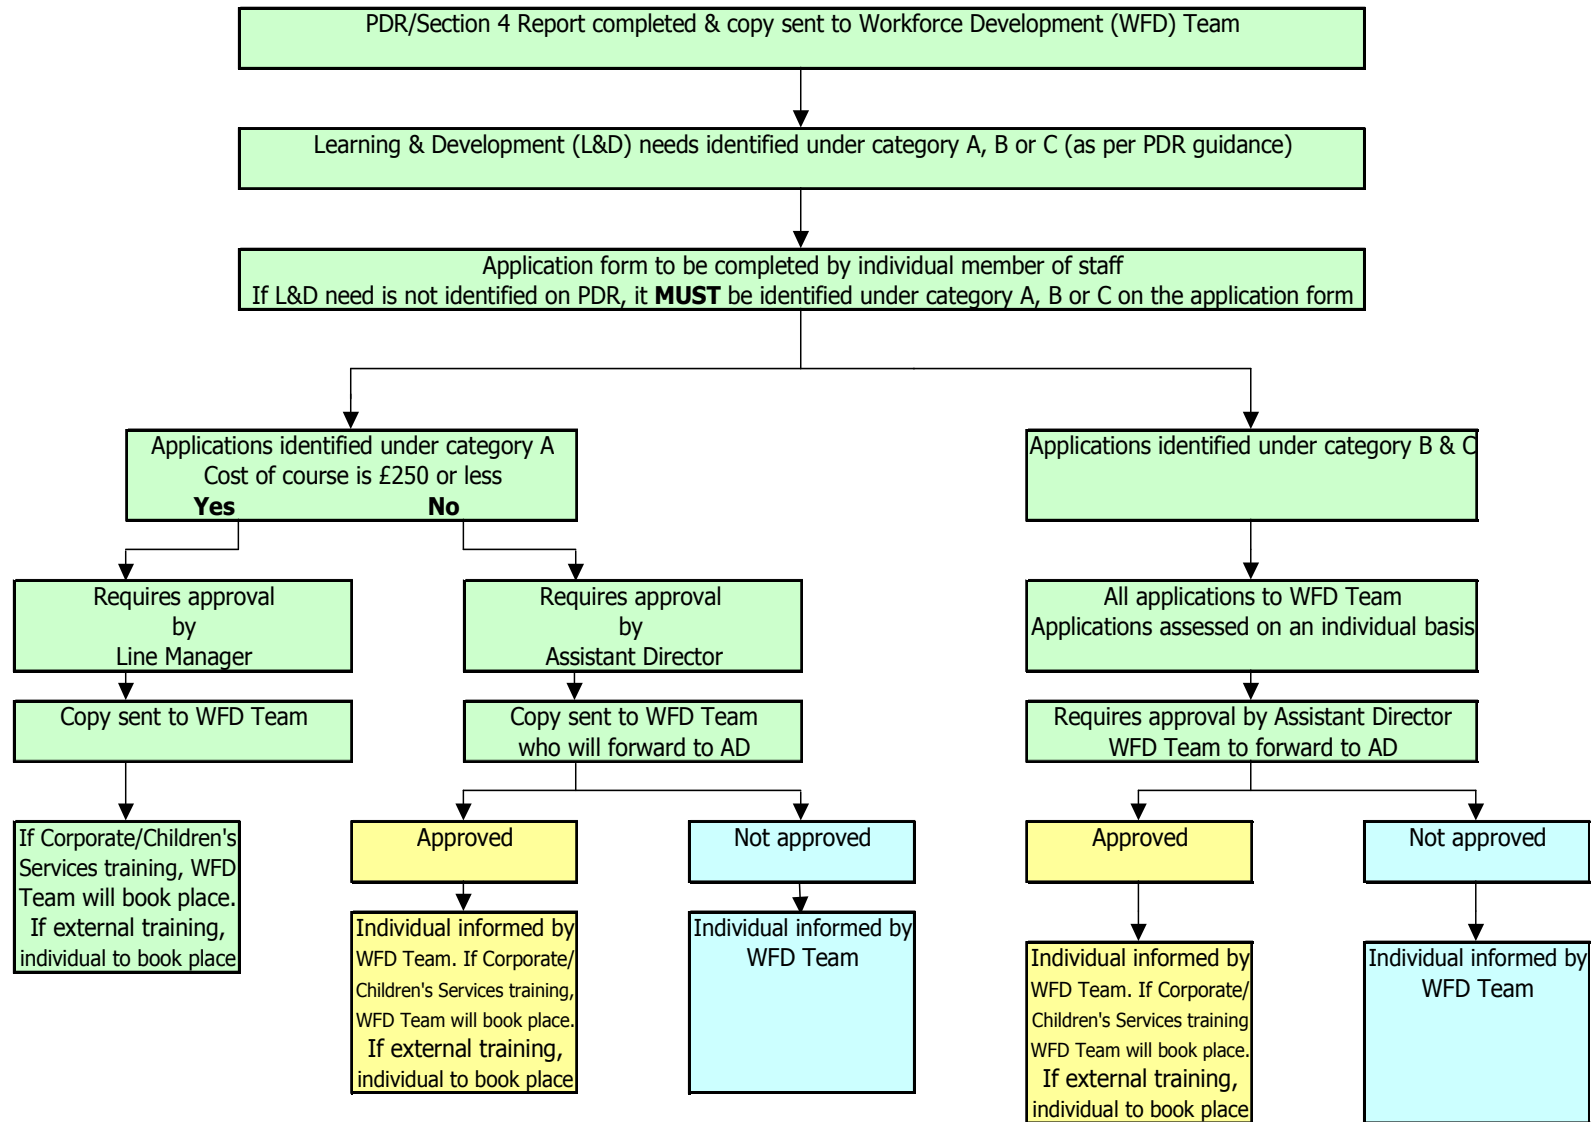 PDR/Section 4 Report completed & copy sent to Workforce Development (WFD) Team
Learning & Development (L&D) needs identified under category A, B or C (as per PDR guidance)
Application form to be completed by individual member of staff
If L&D need is not identified on PDR, it MUST be identified under category A, B or C on the application form
Applications identified under category A
Cost of course is £250 or less
Yes No
Applications identified under category B & C
Requires approval
by
Line Manager
Requires approval
by
Assistant Director
All applications to WFD Team
Applications assessed on an individual basis
Copy sent to WFD Team
Copy sent to WFD Team
who will forward to AD
Requires approval by Assistant Director
WFD Team to forward to AD
If Corporate/Children's
Services training, WFD
Team will book place.
If external training,
individual to book place
Approved
Not approved
Approved
Not approved
Individual informed by
WFD Team. If Corporate/
Children's Services training,
WFD Team will book place.
If external training,
individual to book place
Individual informed by
WFD Team
Individual informed by
WFD Team. If Corporate/
Children's Services training
WFD Team will book place.
If external training,
individual to book place
Individual informed by
WFD Team